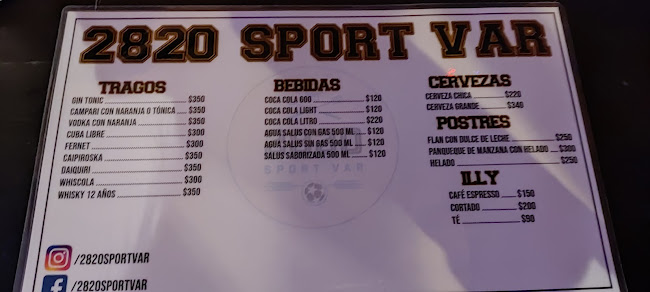 2820 SPORT VAR
TRAGOS
GIN TONIC $350
CAMPARI CON NARANJA O TÓNICA $350
VODKA CON NARANJA $350
CUBA LIBRE $300
FERNET $300
CAIPIROSKA $350
DAIQUIRI $350
WHISCOLA $300
WHISKY 12 AÑOS $350
BEBIDAS
COCA COLA 600 $120
COCA COLA LIGHT $120
COCA COLA LITRO $220
AGUA SALUS CON GAS 500 ML $120
AGUA SALUS SIN GAS 500 ML $120
SALUS SABORIZADA 500 ML $120
SPORT VAR
CERVEZAS
CERVEZA CHICA $220
CERVEZA GRANDE $340
POSTRES
FLAN CON DULCE DE LECHE $250
PANQUEQUE DE MANZANA CON HELADO $300
HELADO $250
ILLY
CAFÉ ESPRESSO $150
CORTADO $200
TÉ $90
/2820SPORTVAR
/2820SPORTVAR